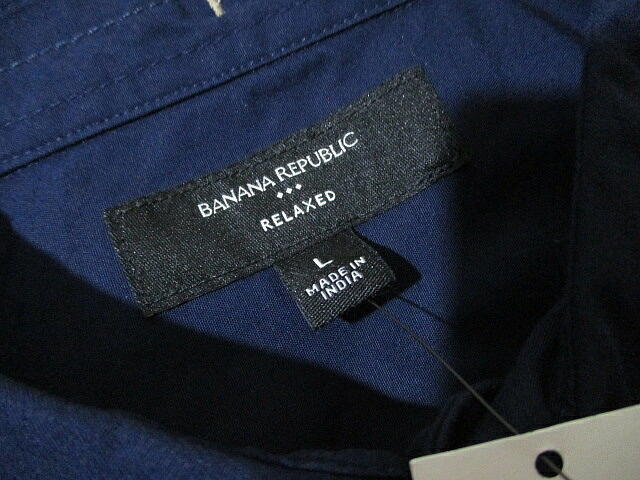 BANANA REPUBLIC
RELAXED
L
MADE IN
INDIA